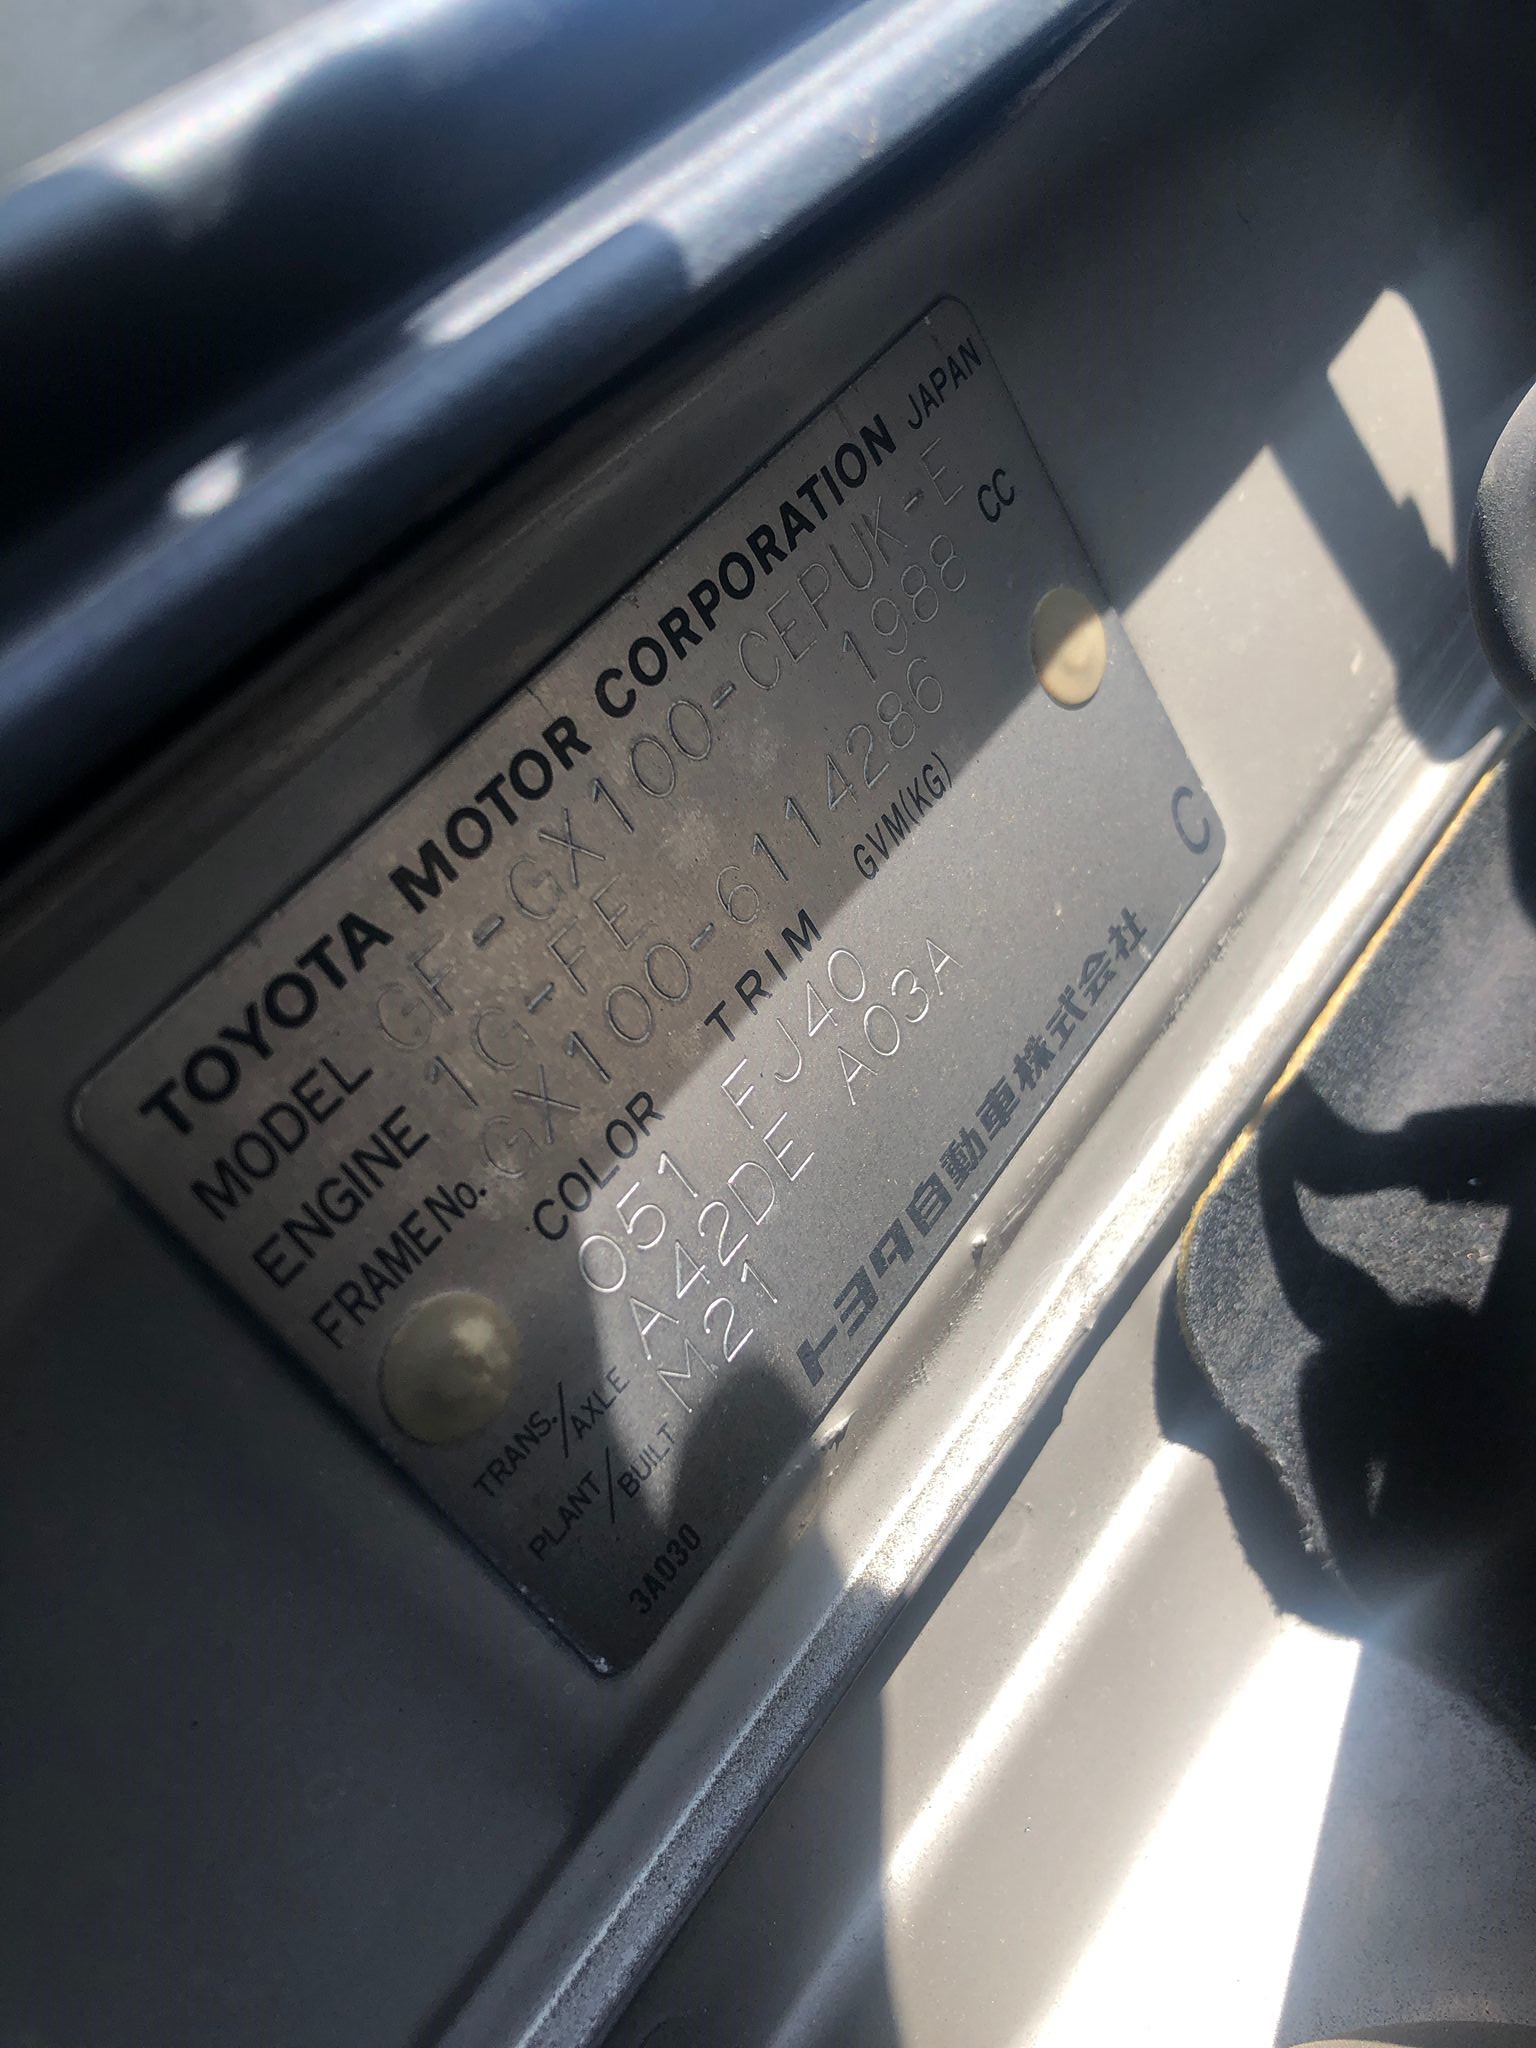 TOYOTA MOTOR CORPORATION JAPAN
MODEL GF-GX100-CEPUK-E
ENGINE 1G-FE 1988 CC
FRAME No. GX100-6114286
COLOR TRIM GVM(KG)
051 FJ40
TRANS./AXLE A42DE A03A
PLANT/BUILT M21
3A030 トヨタ自動車株式会社 C